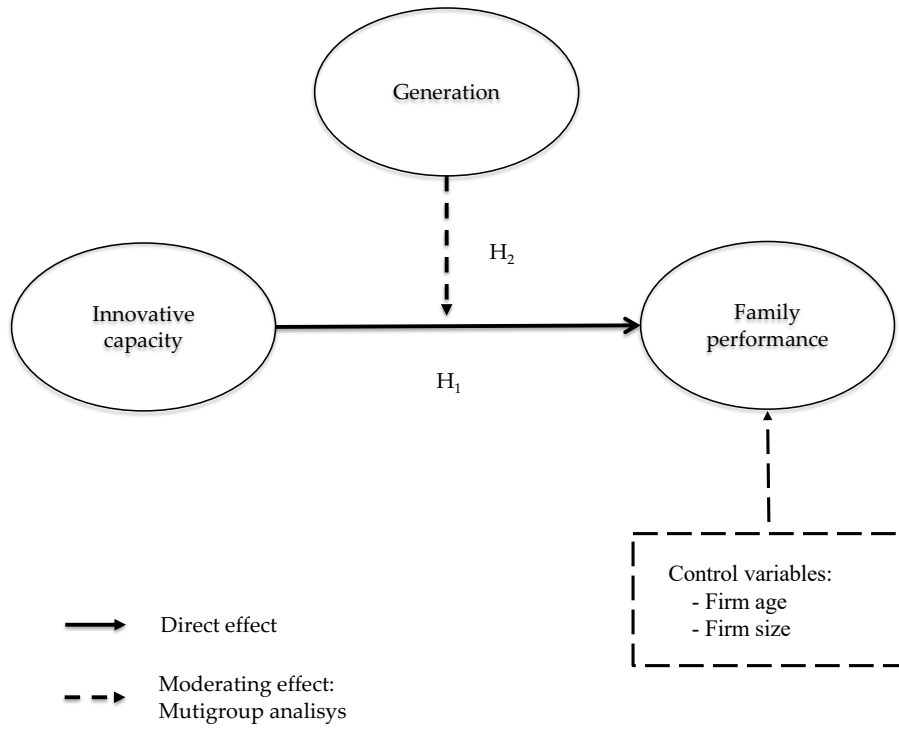 Generation
H₂
Innovative
capacity
Family
performance
H₁
Control variables:
- Firm age
- Firm size
Direct effect
Moderating effect:
Mutigroup analisys